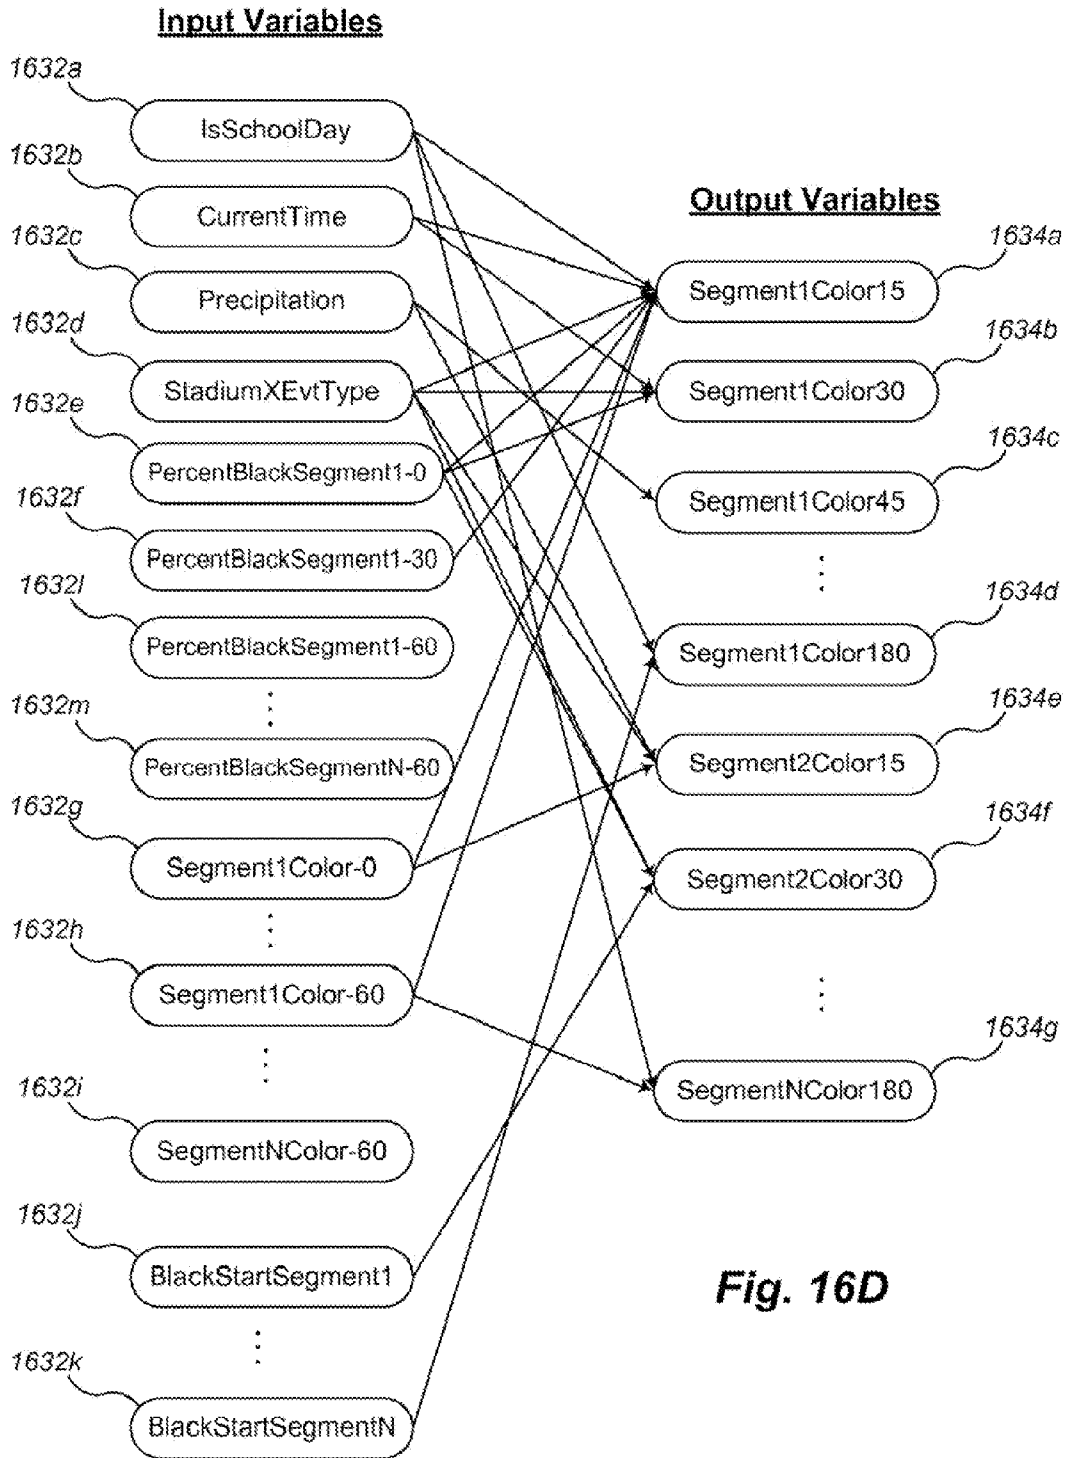 Input Variables
1632a
IsSchoolDay
1632b
CurrentTime
1632c
Precipitation
1632d
StadiumXEvtType
1632e
PercentBlackSegment1-0
1632f
PercentBlackSegment1-30
1632l
PercentBlackSegment1-60
1632m
PercentBlackSegmentN-60
1632g
Segment1Color-0
1632h
Segment1Color-60
1632i
SegmentNColor-60
1632j
BlackStartSegment1
1632k
BlackStartSegmentN
Output Variables
1634a
Segment1Color15
1634b
Segment1Color30
1634c
Segment1Color45
1634d
Segment1Color180
1634e
Segment2Color15
1634f
Segment2Color30
1634g
SegmentNColor180
Fig. 16D